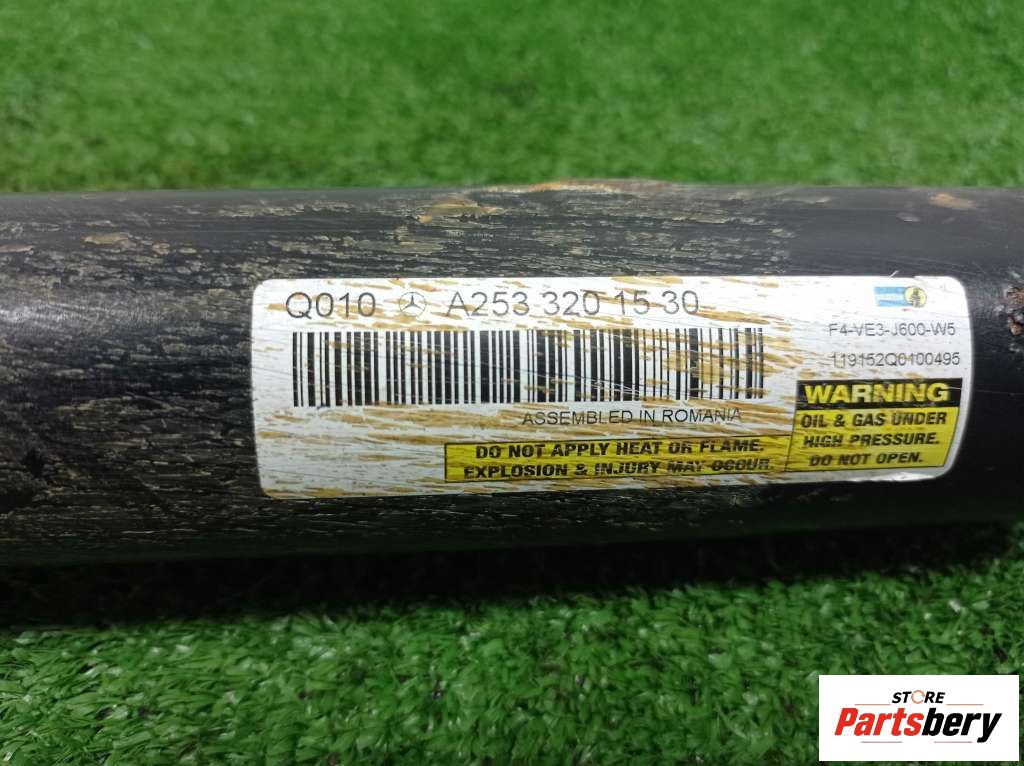 Q010 A253 320 15 30
F4-VE3-J600-W5
119152Q0100495
ASSEMBLED IN ROMANIA
WARNING
OIL & GAS UNDER
HIGH PRESSURE.
DO NOT OPEN.
DO NOT APPLY HEAT OR FLAME.
EXPLOSION & INJURY MAY OCCUR.
STORE
Partsbery